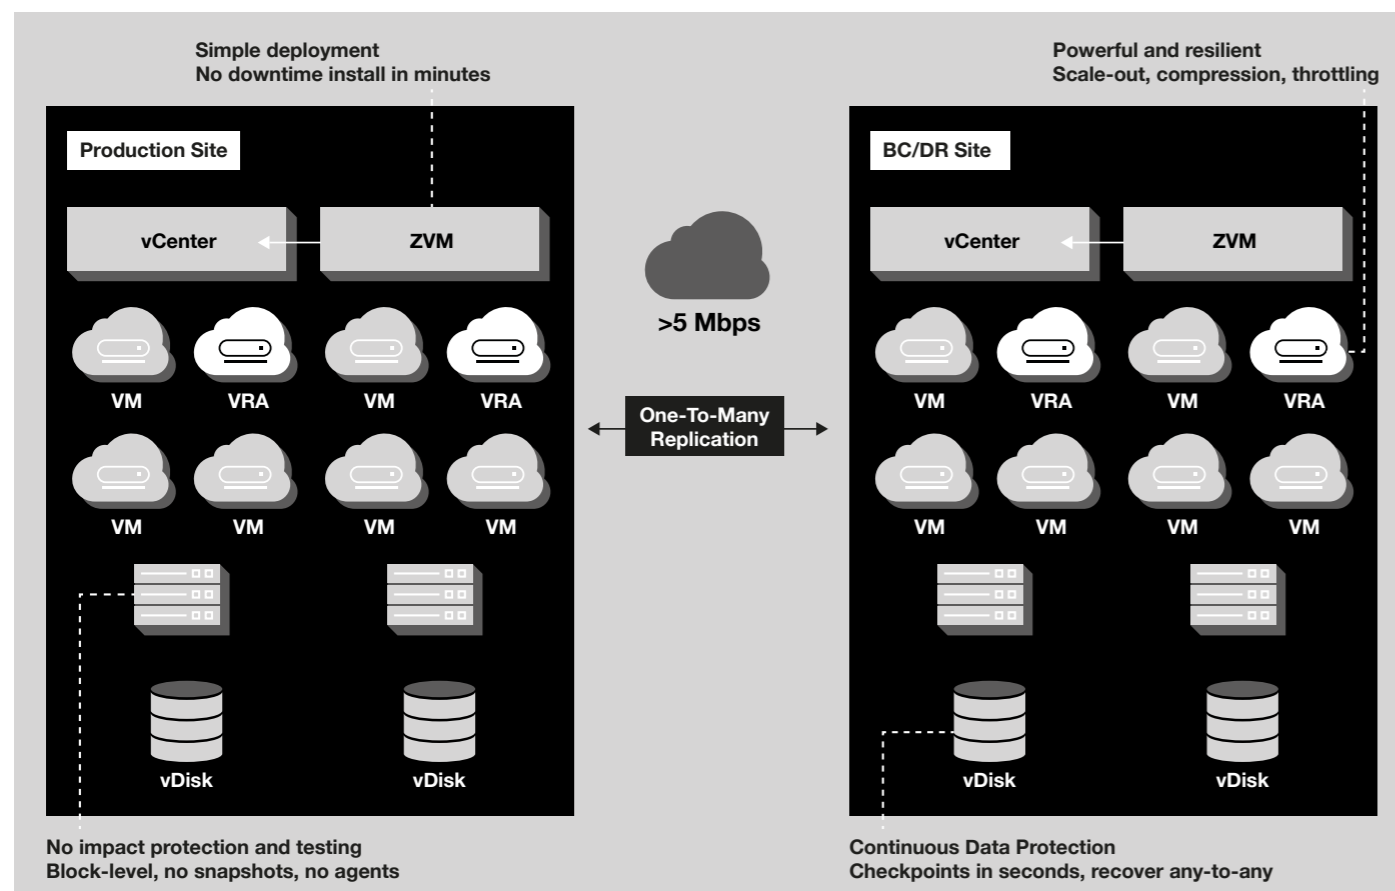 Simple deployment
No downtime install in minutes
Powerful and resilient
Scale-out, compression, throttling
Production Site
vCenter
ZVM
VM
VRA
VM
VRA
VM
VM
VM
VM
vDisk
vDisk
>5 Mbps
One-To-Many
Replication
BC/DR Site
vCenter
ZVM
VM
VRA
VM
VRA
VM
VM
VM
VM
vDisk
vDisk
No impact protection and testing
Block-level, no snapshots, no agents
Continuous Data Protection
Checkpoints in seconds, recover any-to-any